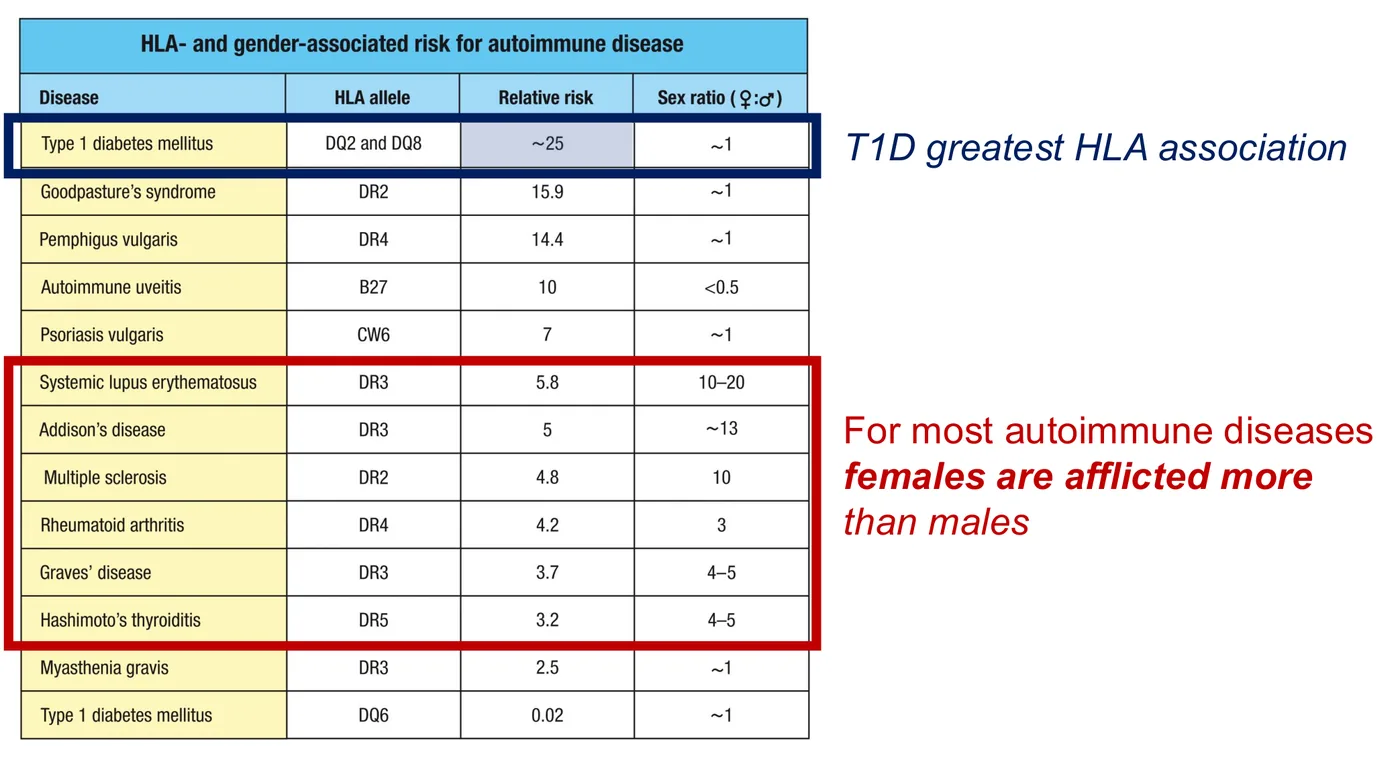 HLA- and gender-associated risk for autoimmune disease
Disease HLA allele Relative risk Sex ratio (♀:♂)
Type 1 diabetes mellitus DQ2 and DQ8 ~25 ~1
T1D greatest HLA association
Goodpasture’s syndrome DR2 15.9 ~1
Pemphigus vulgaris DR4 14.4 ~1
Autoimmune uveitis B27 10 <0.5
Psoriasis vulgaris CW6 7 ~1
Systemic lupus erythematosus DR3 5.8 10–20
Addison’s disease DR3 5 ~13
Multiple sclerosis DR2 4.8 10
Rheumatoid arthritis DR4 4.2 3
Graves’ disease DR3 3.7 4–5
Hashimoto’s thyroiditis DR5 3.2 4–5
For most autoimmune diseases
females are afflicted more
than males
Myasthenia gravis DR3 2.5 ~1
Type 1 diabetes mellitus DQ6 0.02 ~1